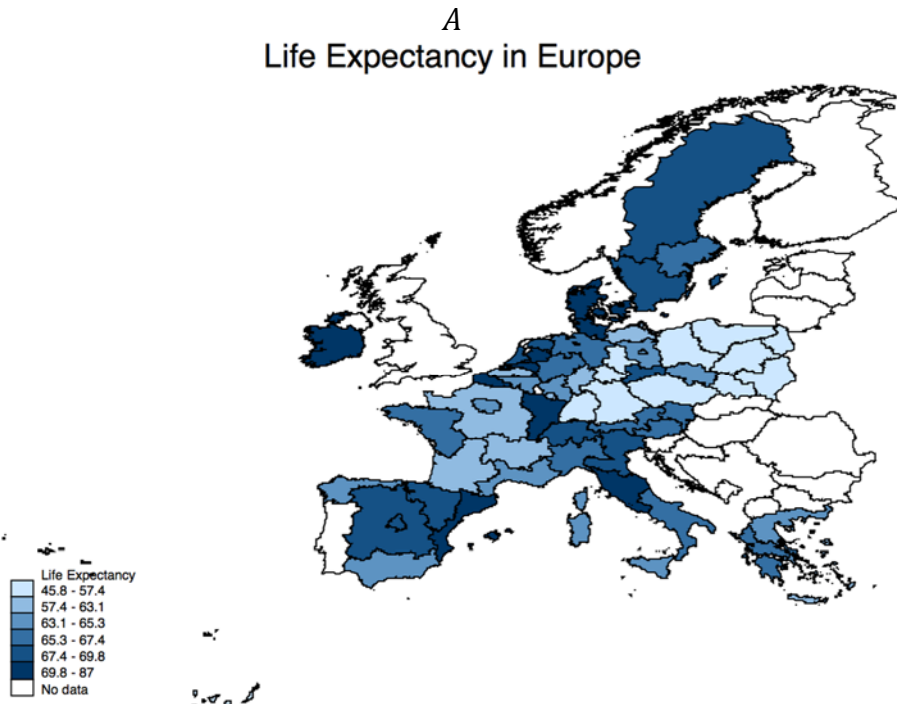 A
Life Expectancy in Europe
Life Expectancy
45.8 - 57.4
57.4 - 63.1
63.1 - 65.3
65.3 - 67.4
67.4 - 69.8
69.8 - 87
No data